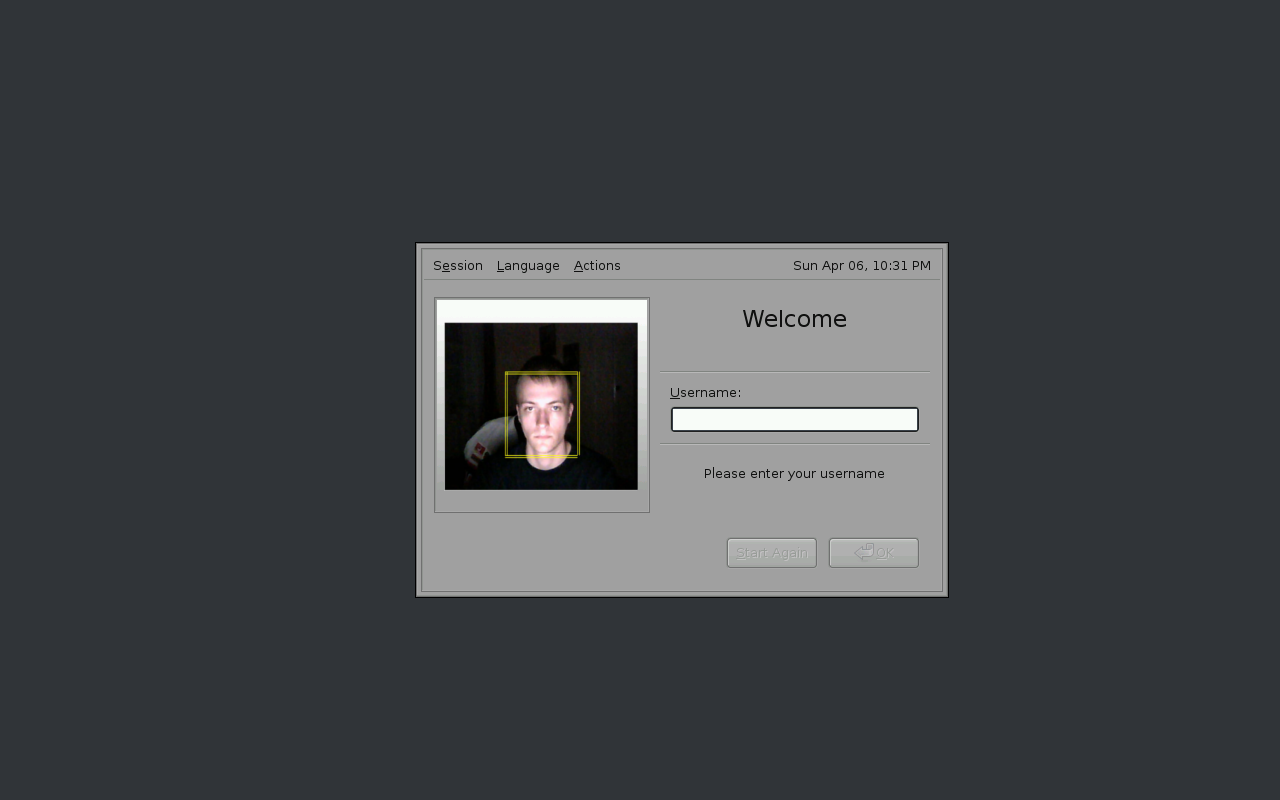 Session Language Actions Sun Apr 06, 10:31 PM
Welcome
Username:
Please enter your username
Start Again OK